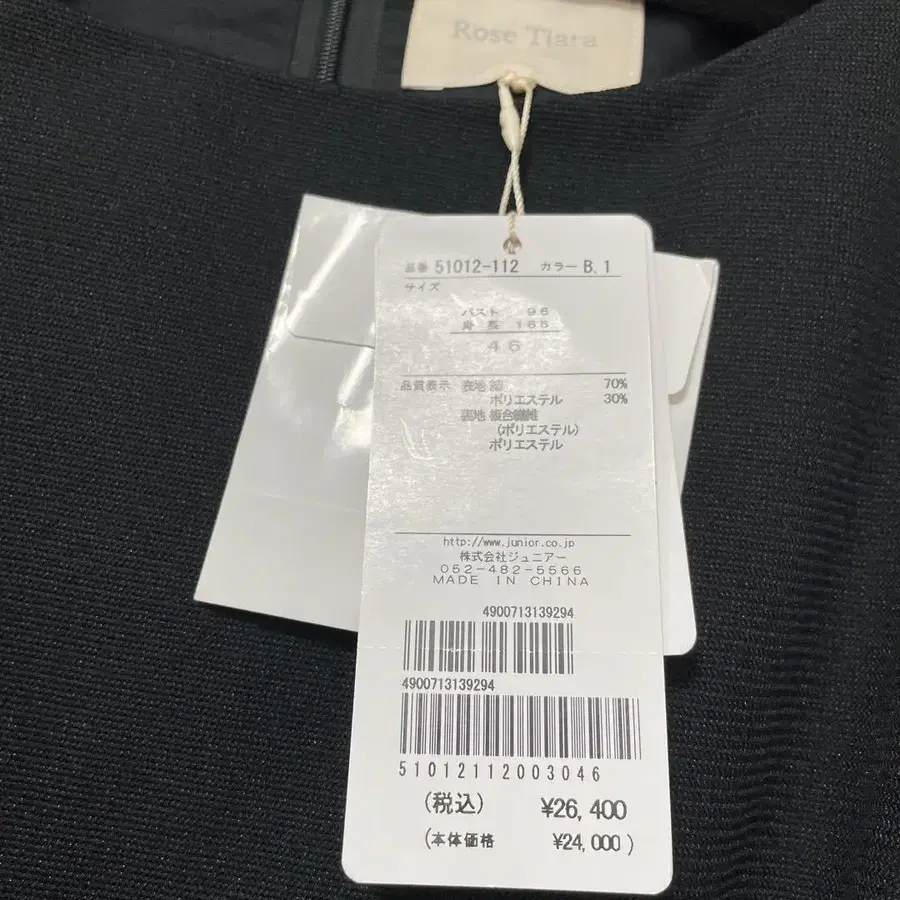 Rose Tiara
品番 51012-112 カラー B.1
サイズ
バスト 96
身長 165
46
品質表示 表地 綿 70%
ポリエステル 30%
裏地 複合繊維
(ポリエステル)
ポリエステル
http://www.junior.co.jp
株式会社ジュニアー
052-482-5566
MADE IN CHINA
4900713139294
4900713139294
51012112003046
(税込) ¥26,400
(本体価格 ¥24,000)